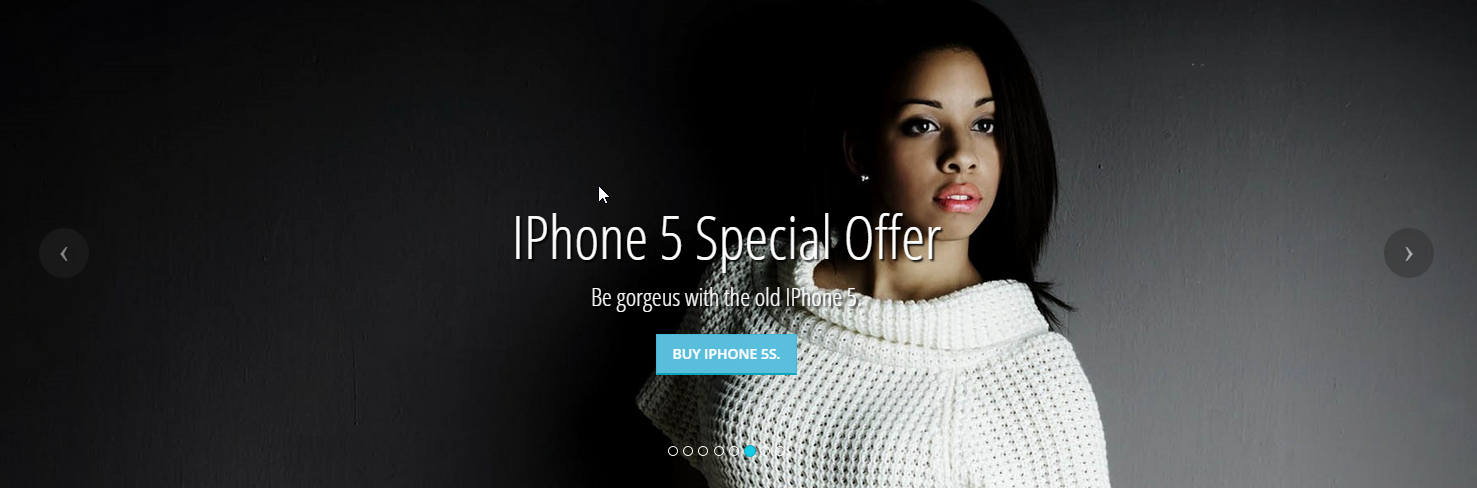 IPhone 5 Special Offer
Be gorgeus with the old IPhone 5.
BUY IPHONE 5S.